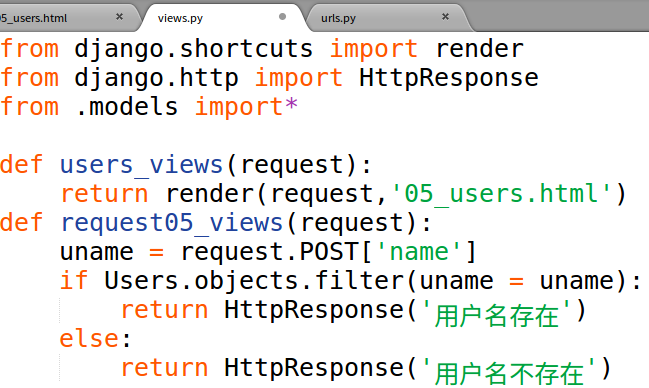 05_users.html × views.py urls.py ×
from django.shortcuts import render
from django.http import HttpResponse
from .models import*
def users_views(request):
return render(request,'05_users.html')
def request05_views(request):
uname = request.POST['name']
if Users.objects.filter(uname = uname):
return HttpResponse('用户名存在')
else:
return HttpResponse('用户名不存在')